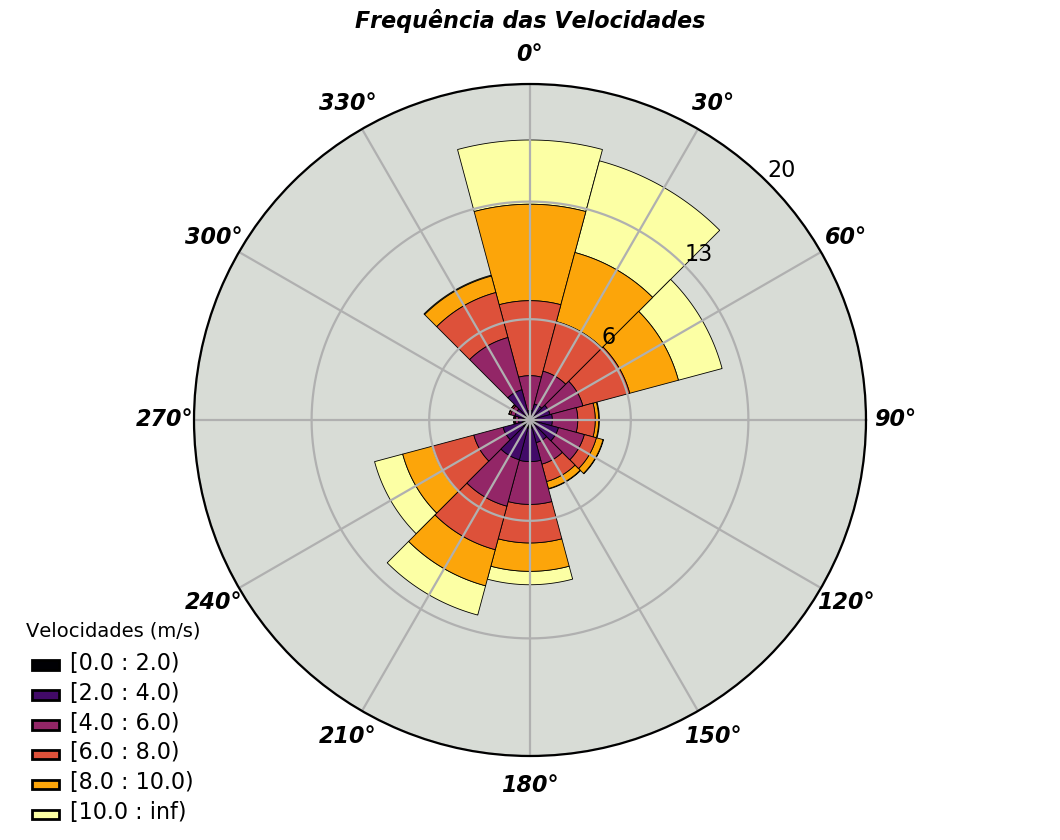 Frequência das Velocidades
0°
330°
30°
20
300°
60°
13
6
270°
90°
240°
120°
210°
150°
180°
Velocidades (m/s)
[0.0 : 2.0)
[2.0 : 4.0)
[4.0 : 6.0)
[6.0 : 8.0)
[8.0 : 10.0)
[10.0 : inf)